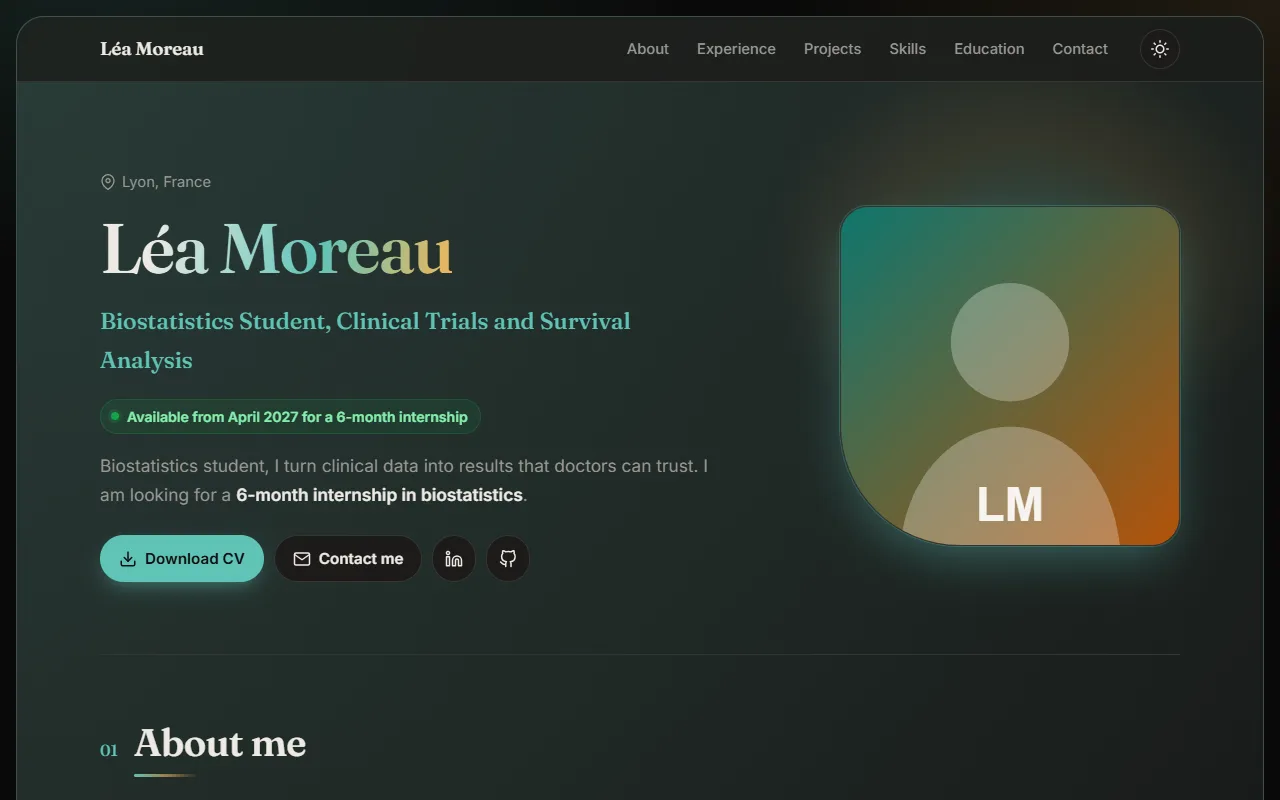 Léa Moreau
About Experience Projects Skills Education Contact
Lyon, France
Léa Moreau
Biostatistics Student, Clinical Trials and Survival
Analysis
Available from April 2027 for a 6-month internship
Biostatistics student, I turn clinical data into results that doctors can trust. I
am looking for a 6-month internship in biostatistics.
Download CV Contact me
LM
01 About me